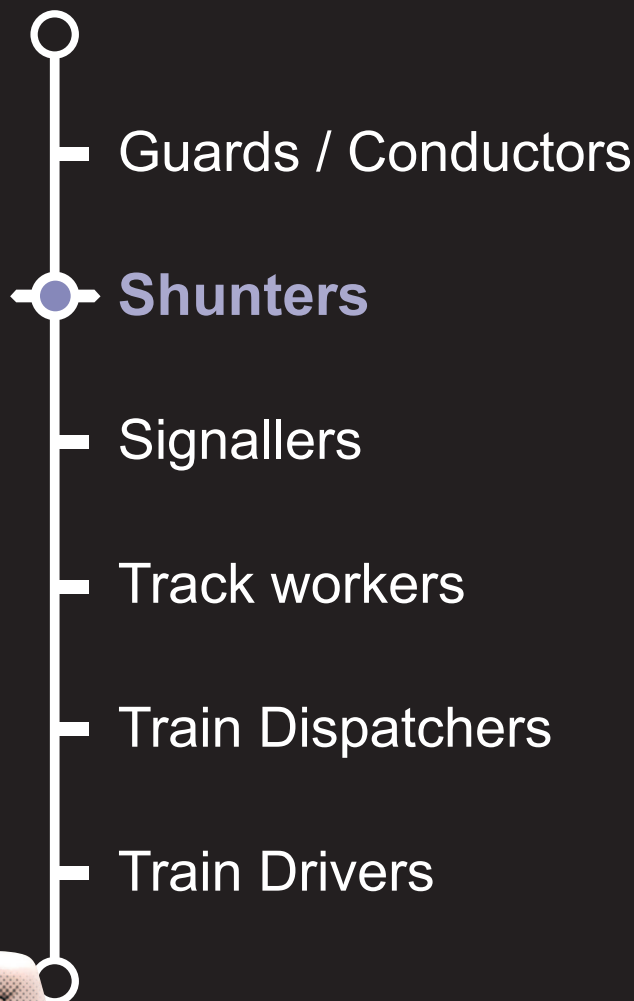 Guards / Conductors
Shunters
Signallers
Track workers
Train Dispatchers
Train Drivers